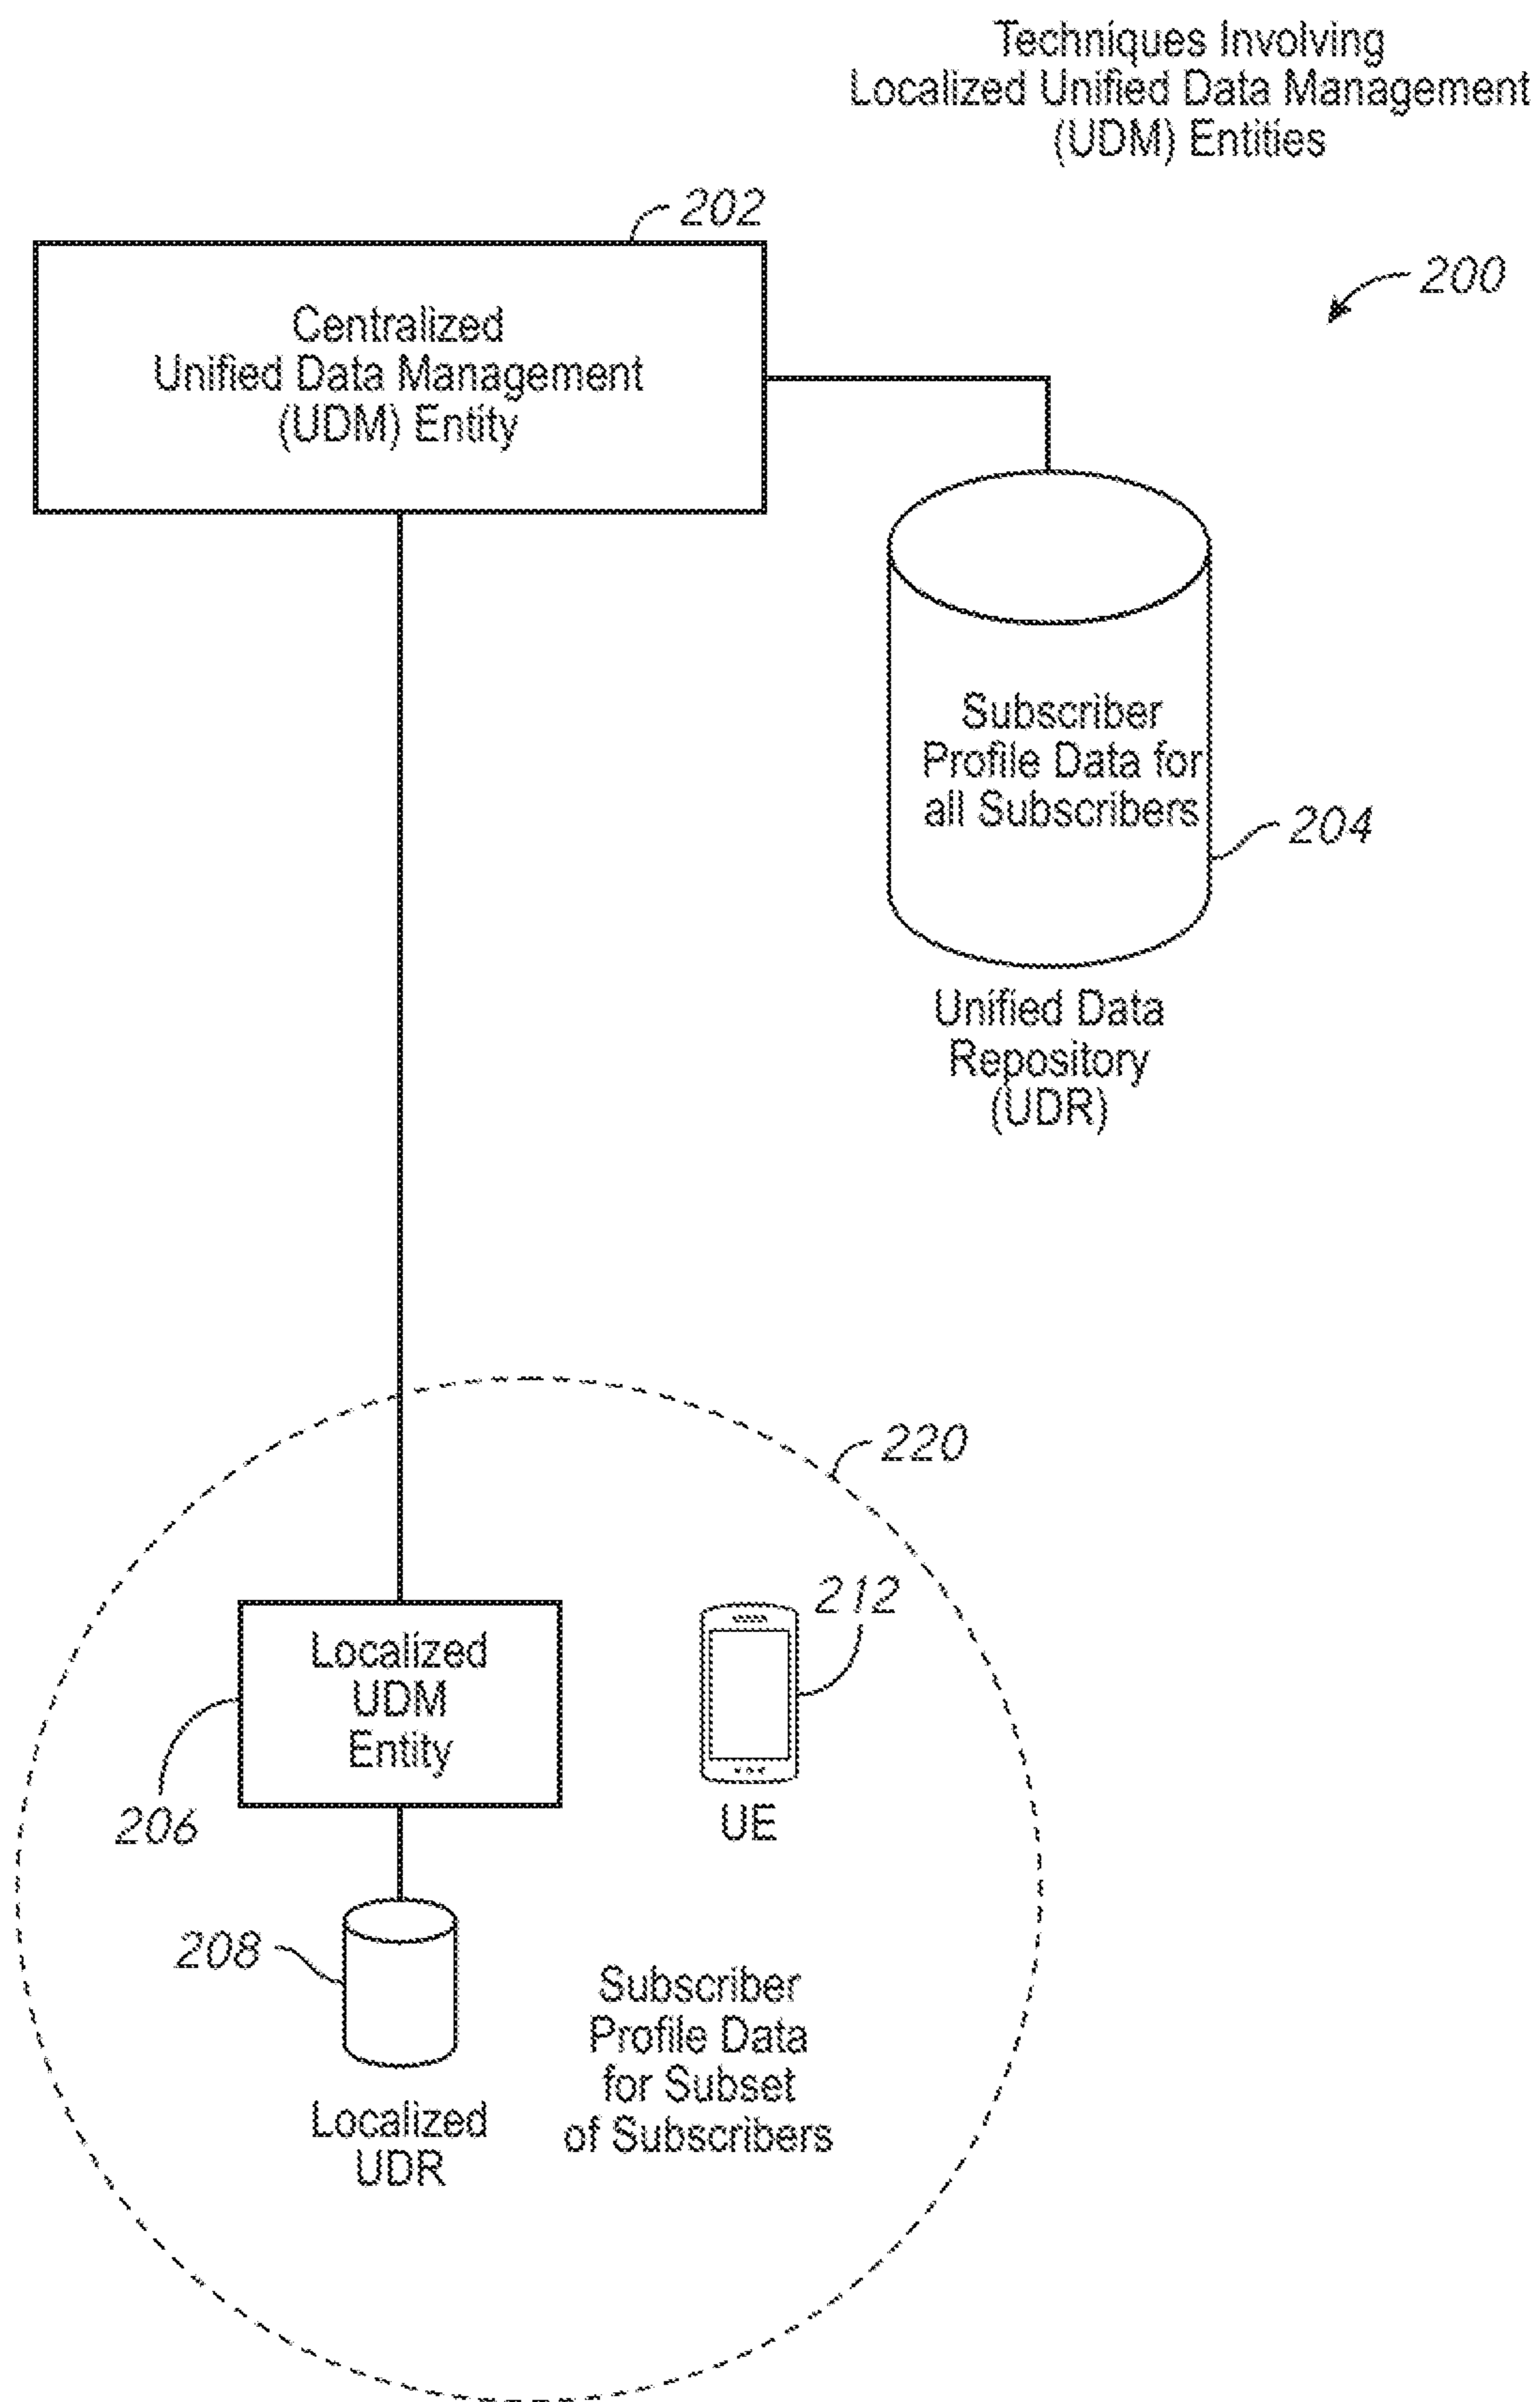 Techniques Involving
Localized Unified Data Management
(UDM) Entities
202
200
Centralized
Unified Data Management
(UDM) Entity
Subscriber
Profile Data for
all Subscribers
204
Unified Data
Repository
(UDR)
220
212
Localized
UDM
Entity
206
UE
208
Subscriber
Profile Data
for Subset
of Subscribers
Localized
UDR